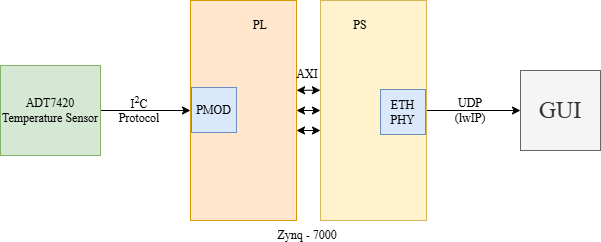 PL
PS
ADT7420
Temperature Sensor
I²C
Protocol
PMOD
AXI
ETH
PHY
UDP
(lwIP)
GUI
Zynq - 7000